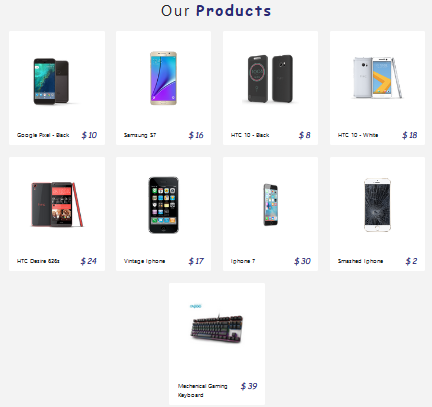 Our Products
Google Pixel - Black $ 10
Samsung S7 $ 16
HTC 10 - Black $ 8
HTC 10 - White $ 18
HTC Desire 626s $ 24
Vintage Iphone $ 17
Iphone 7 $ 30
Smashed Iphone $ 2
Mechanical Gaming $ 39
Keyboard